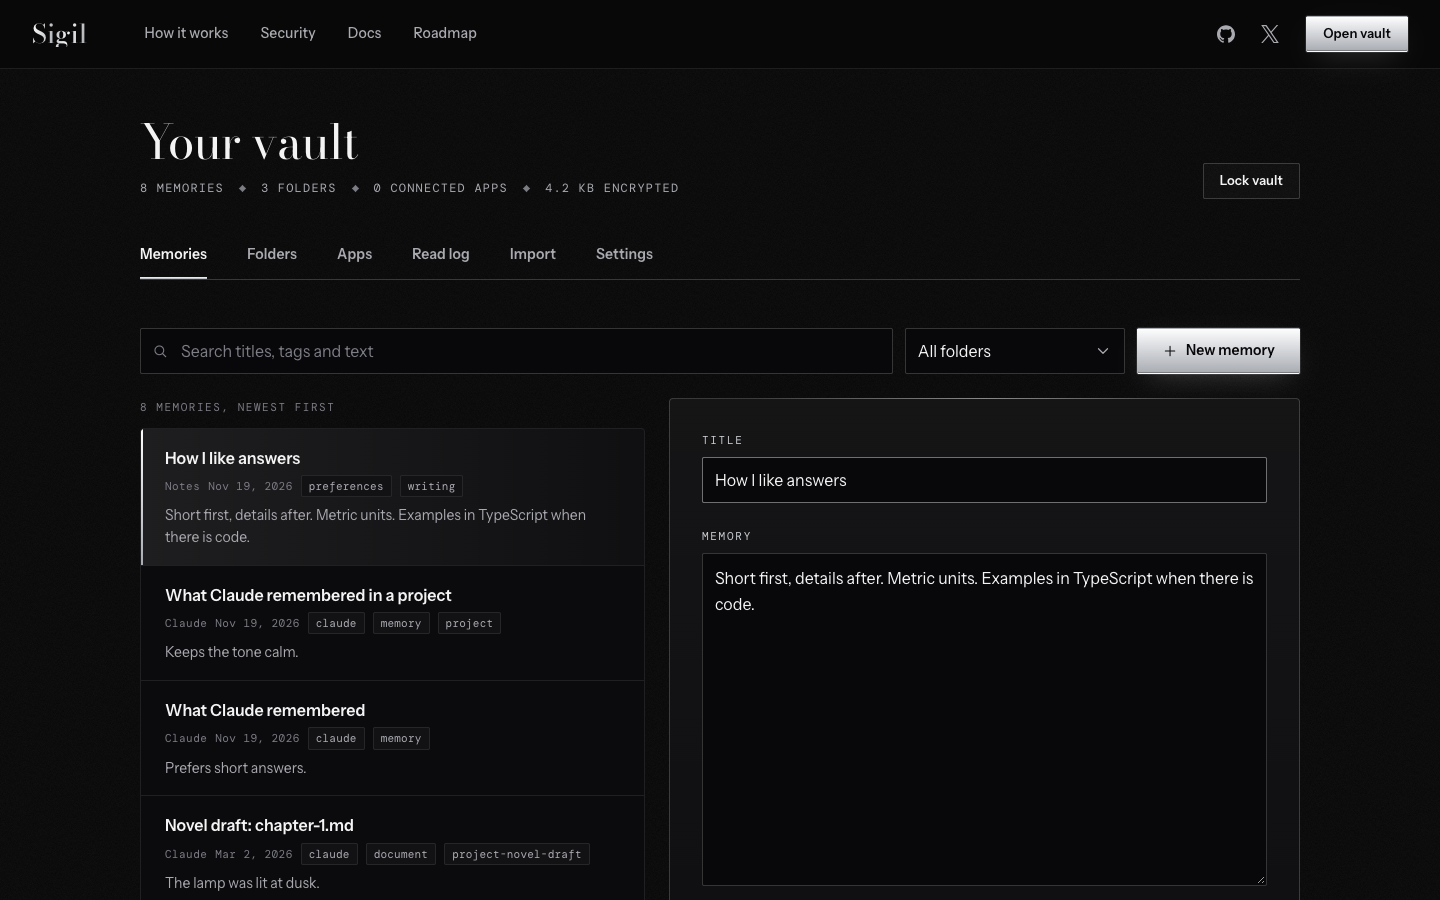 Sigil
How it works
Security
Docs
Roadmap
Open vault
Your vault
8 MEMORIES ◆ 3 FOLDERS ◆ 0 CONNECTED APPS ◆ 4.2 KB ENCRYPTED
Lock vault
Memories
Folders
Apps
Read log
Import
Settings
Search titles, tags and text
All folders
New memory
8 MEMORIES, NEWEST FIRST
How I like answers
Notes Nov 19, 2026 preferences writing
Short first, details after. Metric units. Examples in TypeScript when
there is code.
What Claude remembered in a project
Claude Nov 19, 2026 claude memory project
Keeps the tone calm.
What Claude remembered
Claude Nov 19, 2026 claude memory
Prefers short answers.
Novel draft: chapter-1.md
Claude Mar 2, 2026 claude document project-novel-draft
The lamp was lit at dusk.
TITLE
How I like answers
MEMORY
Short first, details after. Metric units. Examples in TypeScript when there is
code.